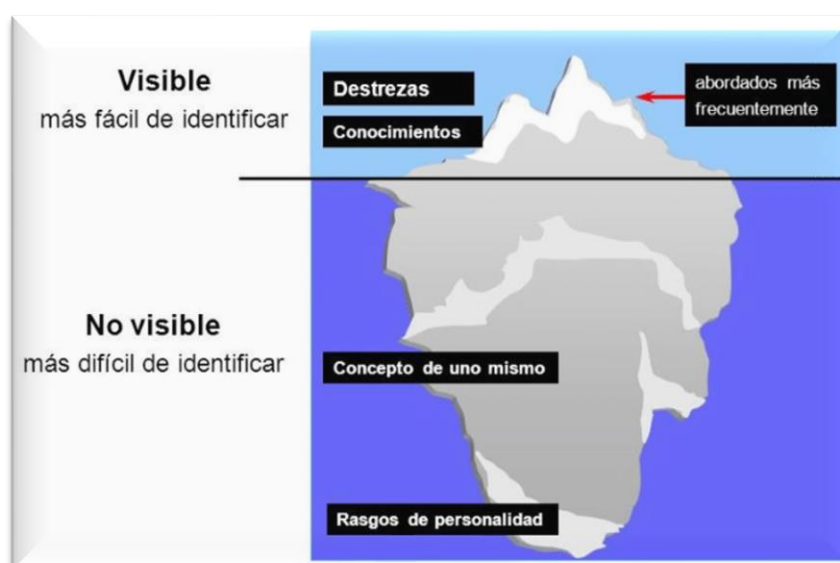 Visible
más fácil de identificar
Destrezas
Conocimientos
abordados más
frecuentemente
No visible
más difícil de identificar
Concepto de uno mismo
Rasgos de personalidad